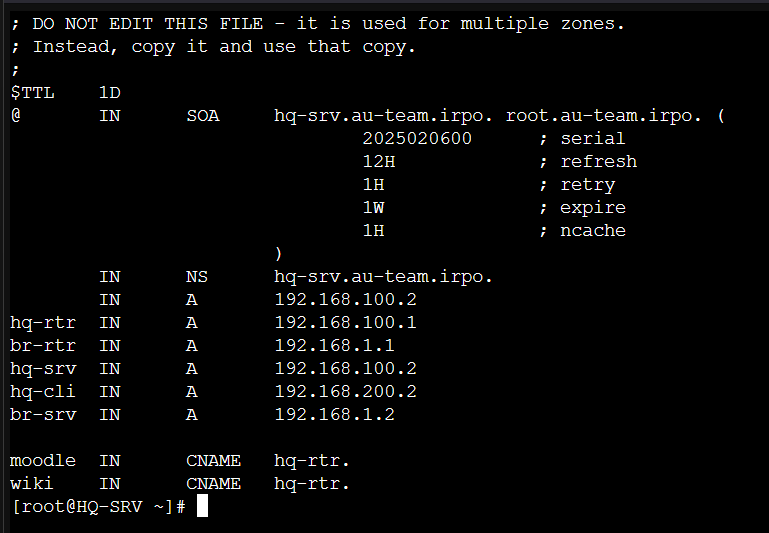 ; DO NOT EDIT THIS FILE - it is used for multiple zones.
; Instead, copy it and use that copy.
;
$TTL 1D
@ IN SOA hq-srv.au-team.irpo. root.au-team.irpo. (
2025020600 ; serial
12H ; refresh
1H ; retry
1W ; expire
1H ; ncache
)
IN NS hq-srv.au-team.irpo.
IN A 192.168.100.2
hq-rtr IN A 192.168.100.1
br-rtr IN A 192.168.1.1
hq-srv IN A 192.168.100.2
hq-cli IN A 192.168.200.2
br-srv IN A 192.168.1.2
moodle IN CNAME hq-rtr.
wiki IN CNAME hq-rtr.
[root@HQ-SRV ~]#